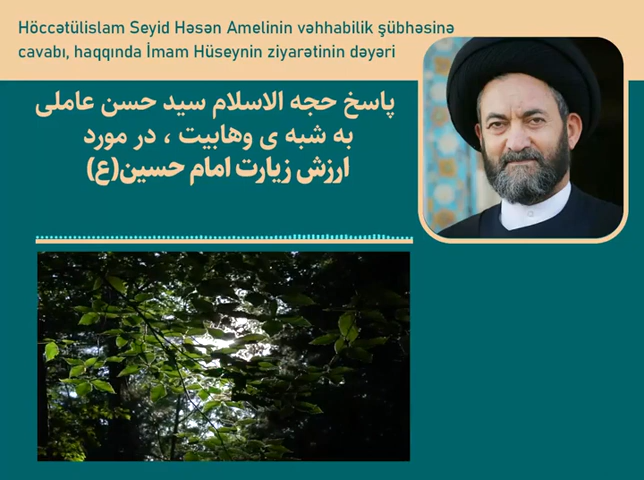 Höccətülislam Seyid Həsən Amelinin vəhhabilik şübhəsinə
cavabı, haqqında İmam Hüseynin ziyarətinin dəyəri
پاسخ حجه الاسلام سید حسن عاملی
به شبه ی وهابیت ، در مورد
ارزش زیارت امام حسین(ع)